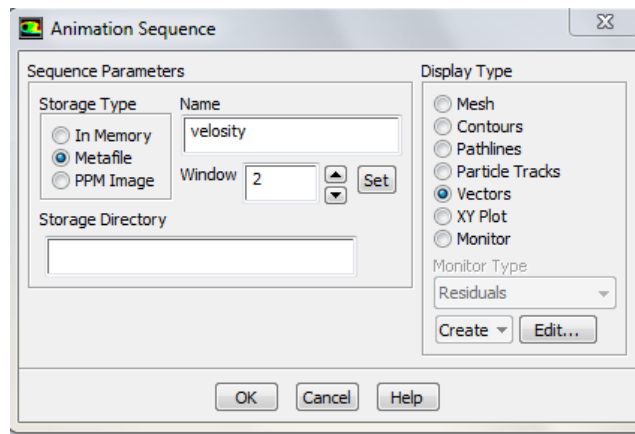 Animation Sequence
Sequence Parameters
Storage Type
In Memory
Metafile
PPM Image
Name
velosity
Window 2 Set
Storage Directory
Display Type
Mesh
Contours
Pathlines
Particle Tracks
Vectors
XY Plot
Monitor
Monitor Type
Residuals
Create Edit...
OK Cancel Help